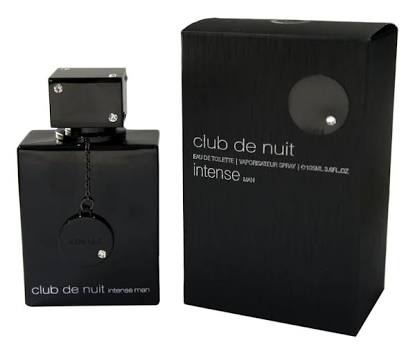 club de nuit
EAU DE TOILETTE | VAPORISATEUR SPRAY | ℮105ML 3.6FL.OZ
intense MAN
club de nuit intense man